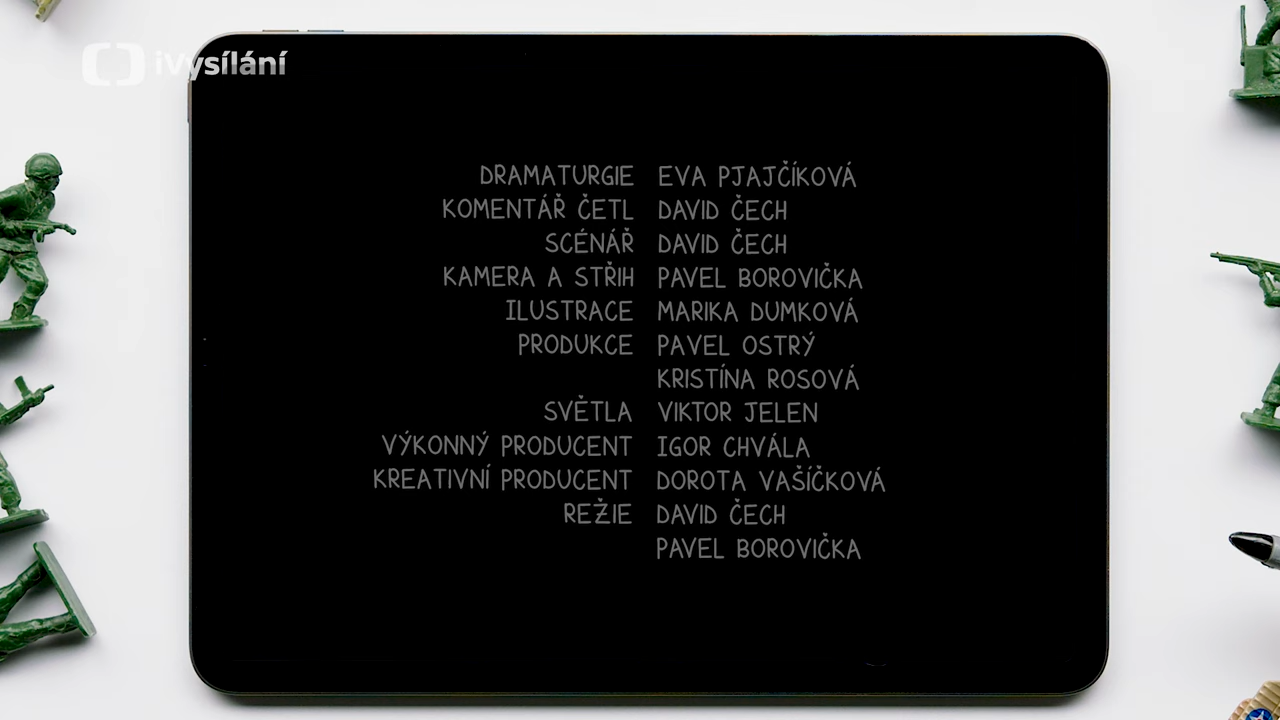 ivysílání
DRAMATURGIE EVA PJAJČÍKOVÁ
KOMENTÁŘ ČETL DAVID ČECH
SCÉNÁŘ DAVID ČECH
KAMERA A STŘIH PAVEL BOROVIČKA
ILUSTRACE MARIKA DUMKOVÁ
PRODUKCE PAVEL OSTRÝ
KRISTÍNA ROSOVÁ
SVĚTLA VIKTOR JELEN
VÝKONNÝ PRODUCENT IGOR CHVÁLA
KREATIVNÍ PRODUCENT DOROTA VAŠÍČKOVÁ
REŽIE DAVID ČECH
PAVEL BOROVIČKA